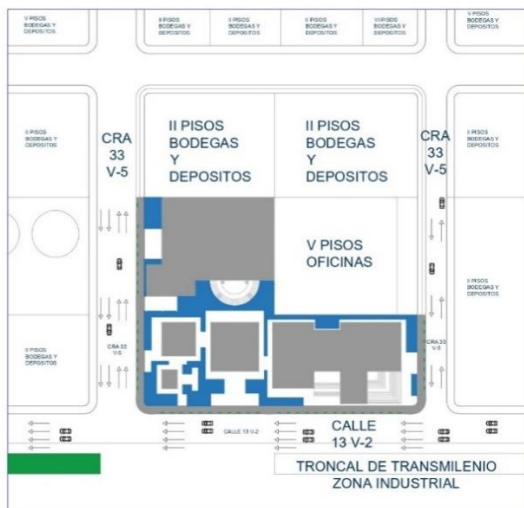 V PISOS
BODEGAS Y
DEPOSITOS
II PISOS
BODEGAS Y
DEPOSITOS
II PISOS
BODEGAS Y
DEPOSITOS
II PISOS
BODEGAS Y
DEPOSITOS
VII PISOS
BODEGAS Y
DEPOSITOS
V PISOS
BODEGAS Y
DEPOSITOS
II PISOS
BODEGAS Y
DEPOSITOS
CRA
33
V-5
II PISOS
BODEGAS
Y
DEPOSITOS
II PISOS
BODEGAS
Y
DEPOSITOS
CRA
33
V-5
II PISOS
BODEGAS Y
DEPOSITOS
V PISOS
OFICINAS
II PISOS
BODEGAS Y
DEPOSITOS
II PISOS
BODEGAS Y
DEPOSITOS
CRA 33
V-5
CRA 33
V-5
CALLE 13 V-2
CALLE
13 V-2
TRONCAL DE TRANSMILENIO
ZONA INDUSTRIAL